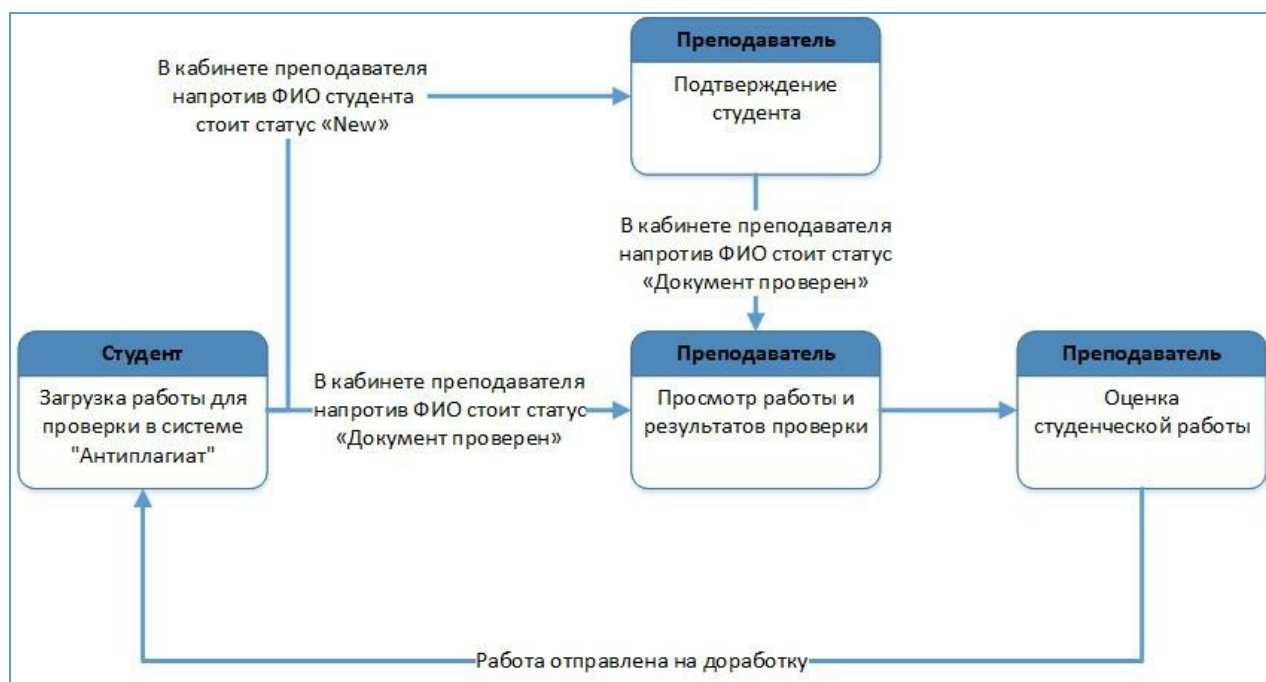 Преподаватель
Подтверждение
студента
В кабинете преподавателя
напротив ФИО студента
стоит статус «New»
В кабинете преподавателя
напротив ФИО стоит статус
«Документ проверен»
Студент
Загрузка работы для
проверки в системе
"Антиплагиат"
В кабинете преподавателя
напротив ФИО стоит статус
«Документ проверен»
Преподаватель
Просмотр работы и
результатов проверки
Преподаватель
Оценка
студенческой работы
Работа отправлена на доработку